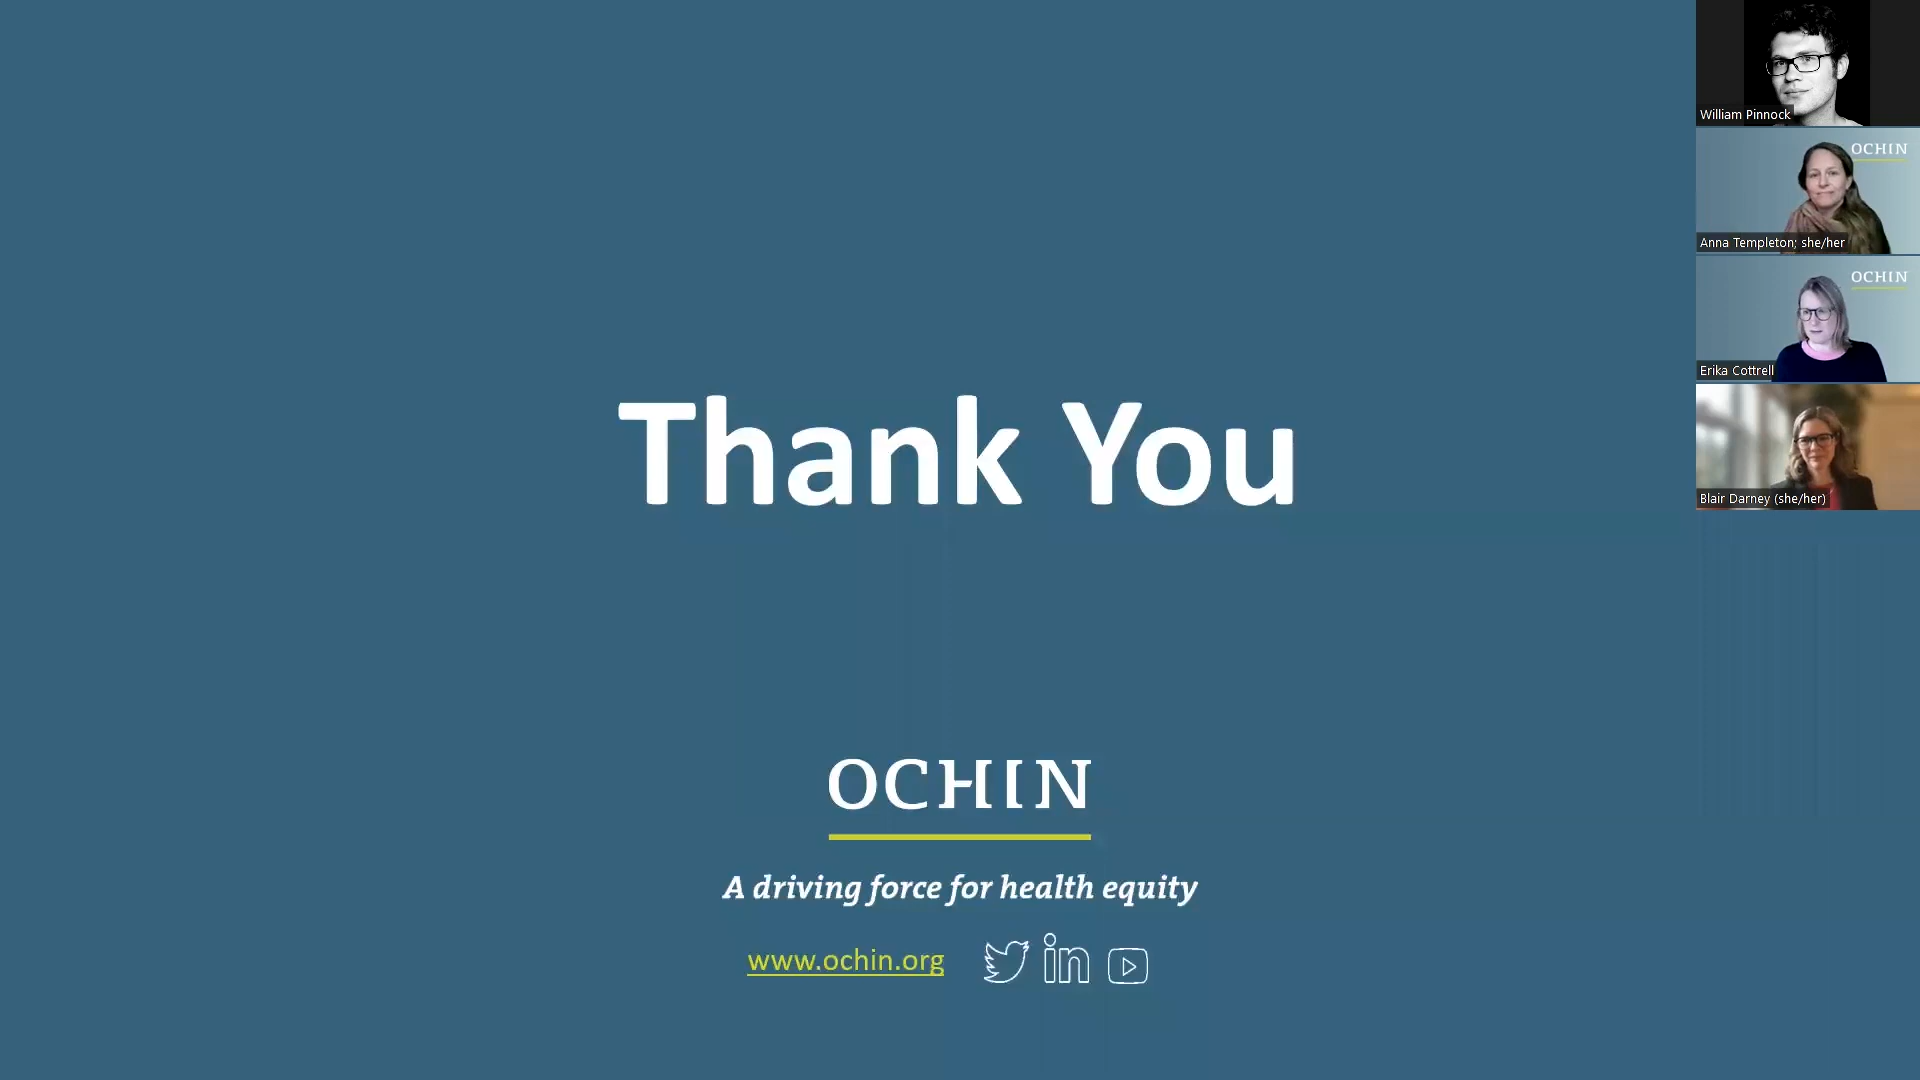 Thank You
OCHIN
A driving force for health equity
www.ochin.org
in
William Pinnock
OCHIN
Anna Templeton; she/her
OCHIN
Erika Cottrell
Blair Darney (she/her)